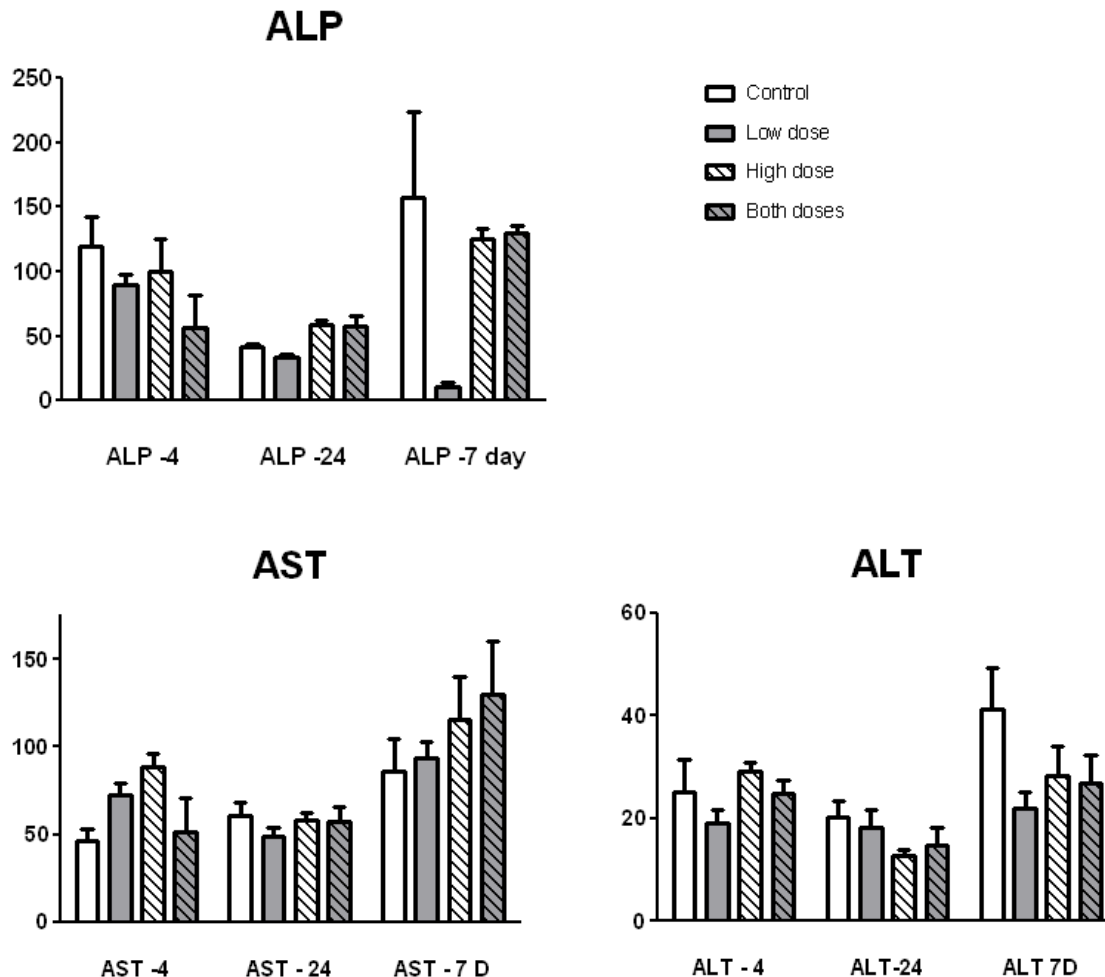 ALP
250
200
150
100
50
0
ALP -4 ALP -24 ALP -7 day
Control
Low dose
High dose
Both doses
AST
150
100
50
0
AST -4 AST - 24 AST - 7 D
ALT
60
40
20
0
ALT - 4 ALT-24 ALT 7D